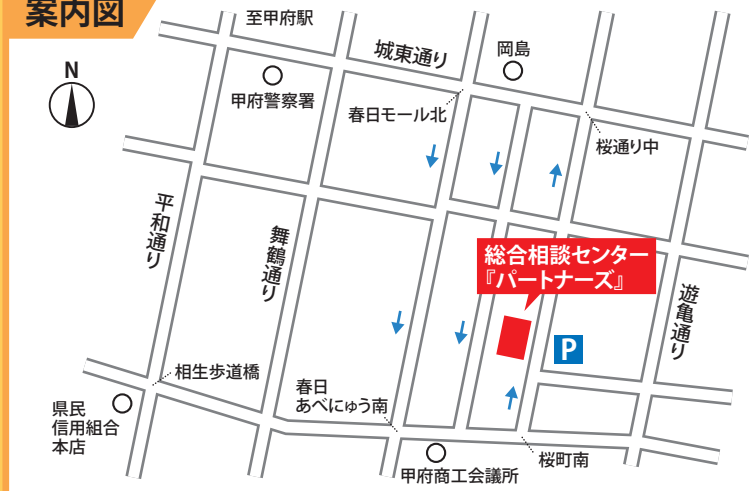 案内図
至甲府駅
城東通り
岡島
N
甲府警察署
春日モール北
桜通り中
平和通り
舞鶴通り
総合相談センター
『パートナーズ』
遊亀通り
P
相生歩道橋
春日
あべにゅう南
県民
信用組合
本店
甲府商工会議所
桜町南